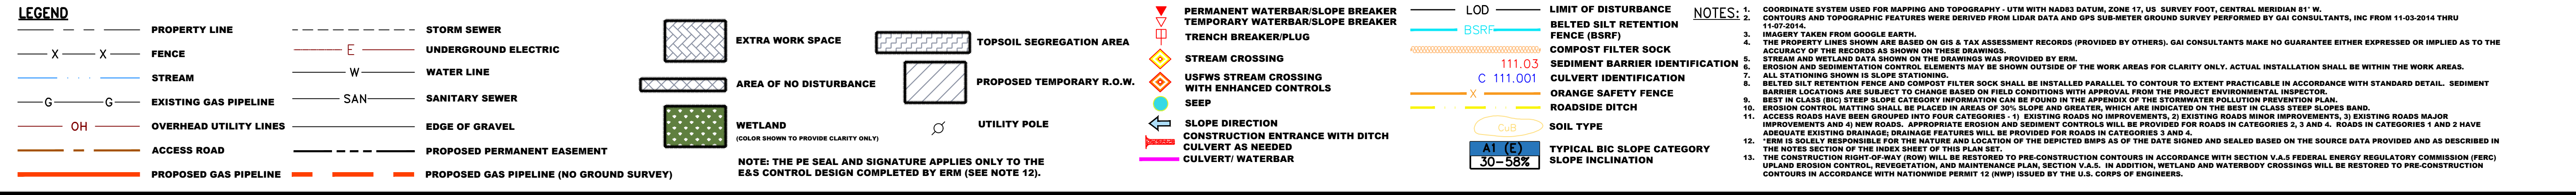 LEGEND
PROPERTY LINE
X X FENCE
STREAM
G G EXISTING GAS PIPELINE
OH OVERHEAD UTILITY LINES
ACCESS ROAD
PROPOSED GAS PIPELINE
STORM SEWER
E UNDERGROUND ELECTRIC
W WATER LINE
SAN SANITARY SEWER
EDGE OF GRAVEL
PROPOSED PERMANENT EASEMENT
PROPOSED GAS PIPELINE (NO GROUND SURVEY)
EXTRA WORK SPACE
AREA OF NO DISTURBANCE
WETLAND
(COLOR SHOWN TO PROVIDE CLARITY ONLY)
TOPSOIL SEGREGATION AREA
PROPOSED TEMPORARY R.O.W.
UTILITY POLE
NOTE: THE PE SEAL AND SIGNATURE APPLIES ONLY TO THE
E&S CONTROL DESIGN COMPLETED BY ERM (SEE NOTE 12).
PERMANENT WATERBAR/SLOPE BREAKER
TEMPORARY WATERBAR/SLOPE BREAKER
TRENCH BREAKER/PLUG
STREAM CROSSING
USFWS STREAM CROSSING
WITH ENHANCED CONTROLS
SEEP
SLOPE DIRECTION
CONSTRUCTION ENTRANCE WITH DITCH
CULVERT AS NEEDED
CULVERT/ WATERBAR
LOD LIMIT OF DISTURBANCE
BSRF BELTED SILT RETENTION
FENCE (BSRF)
COMPOST FILTER SOCK
111.03 SEDIMENT BARRIER IDENTIFICATION
C 111.001 CULVERT IDENTIFICATION
X ORANGE SAFETY FENCE
ROADSIDE DITCH
CuB SOIL TYPE
A1 (E) TYPICAL BIC SLOPE CATEGORY
30-58% SLOPE INCLINATION
NOTES:
1. COORDINATE SYSTEM USED FOR MAPPING AND TOPOGRAPHY - UTM WITH NAD83 DATUM, ZONE 17, US SURVEY FOOT, CENTRAL MERIDIAN 81° W.
2. CONTOURS AND TOPOGRAPHIC FEATURES WERE DERIVED FROM LIDAR DATA AND GPS SUB-METER GROUND SURVEY PERFORMED BY GAI CONSULTANTS, INC FROM 11-03-2014 THRU
11-07-2014.
3. IMAGERY TAKEN FROM GOOGLE EARTH.
4. THE PROPERTY LINES SHOWN ARE BASED ON GIS & TAX ASSESSMENT RECORDS (PROVIDED BY OTHERS). GAI CONSULTANTS MAKE NO GUARANTEE EITHER EXPRESSED OR IMPLIED AS TO THE
ACCURACY OF THE RECORDS AS SHOWN ON THESE DRAWINGS.
5. STREAM AND WETLAND DATA SHOWN ON THE DRAWINGS WAS PROVIDED BY ERM.
6. EROSION AND SEDIMENTATION CONTROL ELEMENTS MAY BE SHOWN OUTSIDE OF THE WORK AREAS FOR CLARITY ONLY. ACTUAL INSTALLATION SHALL BE WITHIN THE WORK AREAS.
7. ALL STATIONING SHOWN IS SLOPE STATIONING.
8. BELTED SILT RETENTION FENCE AND COMPOST FILTER SOCK SHALL BE INSTALLED PARALLEL TO CONTOUR TO EXTENT PRACTICABLE IN ACCORDANCE WITH STANDARD DETAIL. SEDIMENT
BARRIER LOCATIONS ARE SUBJECT TO CHANGE BASED ON FIELD CONDITIONS WITH APPROVAL FROM THE PROJECT ENVIRONMENTAL INSPECTOR.
9. BEST IN CLASS (BIC) STEEP SLOPE CATEGORY INFORMATION CAN BE FOUND IN THE APPENDIX OF THE STORMWATER POLLUTION PREVENTION PLAN.
10. EROSION CONTROL MATTING SHALL BE PLACED IN AREAS OF 30% SLOPE AND GREATER, WHICH ARE INDICATED ON THE BEST IN CLASS STEEP SLOPES BAND.
11. ACCESS ROADS HAVE BEEN GROUPED INTO FOUR CATEGORIES - 1) EXISTING ROADS NO IMPROVEMENTS, 2) EXISTING ROADS MINOR IMPROVEMENTS, 3) EXISTING ROADS MAJOR
IMPROVEMENTS AND 4) NEW ROADS. APPROPRIATE EROSION AND SEDIMENT CONTROLS WILL BE PROVIDED FOR ROADS IN CATEGORIES 2, 3 AND 4. ROADS IN CATEGORIES 1 AND 2 HAVE
ADEQUATE EXISTING DRAINAGE; DRAINAGE FEATURES WILL BE PROVIDED FOR ROADS IN CATEGORIES 3 AND 4.
12. *ERM IS SOLELY RESPONSIBLE FOR THE NATURE AND LOCATION OF THE DEPICTED BMPS AS OF THE DATE SIGNED AND SEALED BASED ON THE SOURCE DATA PROVIDED AND AS DESCRIBED IN
THE NOTES SECTION OF THE INDEX SHEET OF THIS PLAN SET.
13. THE CONSTRUCTION RIGHT-OF-WAY (ROW) WILL BE RESTORED TO PRE-CONSTRUCTION CONTOURS IN ACCORDANCE WITH SECTION V.A.5 FEDERAL ENERGY REGULATORY COMMISSION (FERC)
UPLAND EROSION CONTROL, REVEGETATION, AND MAINTENANCE PLAN, SECTION V.A.5. IN ADDITION, WETLAND AND WATERBODY CROSSINGS WILL BE RESTORED TO PRE-CONSTRUCTION
CONTOURS IN ACCORDANCE WITH NATIONWIDE PERMIT 12 (NWP) ISSUED BY THE U.S. CORPS OF ENGINEERS.